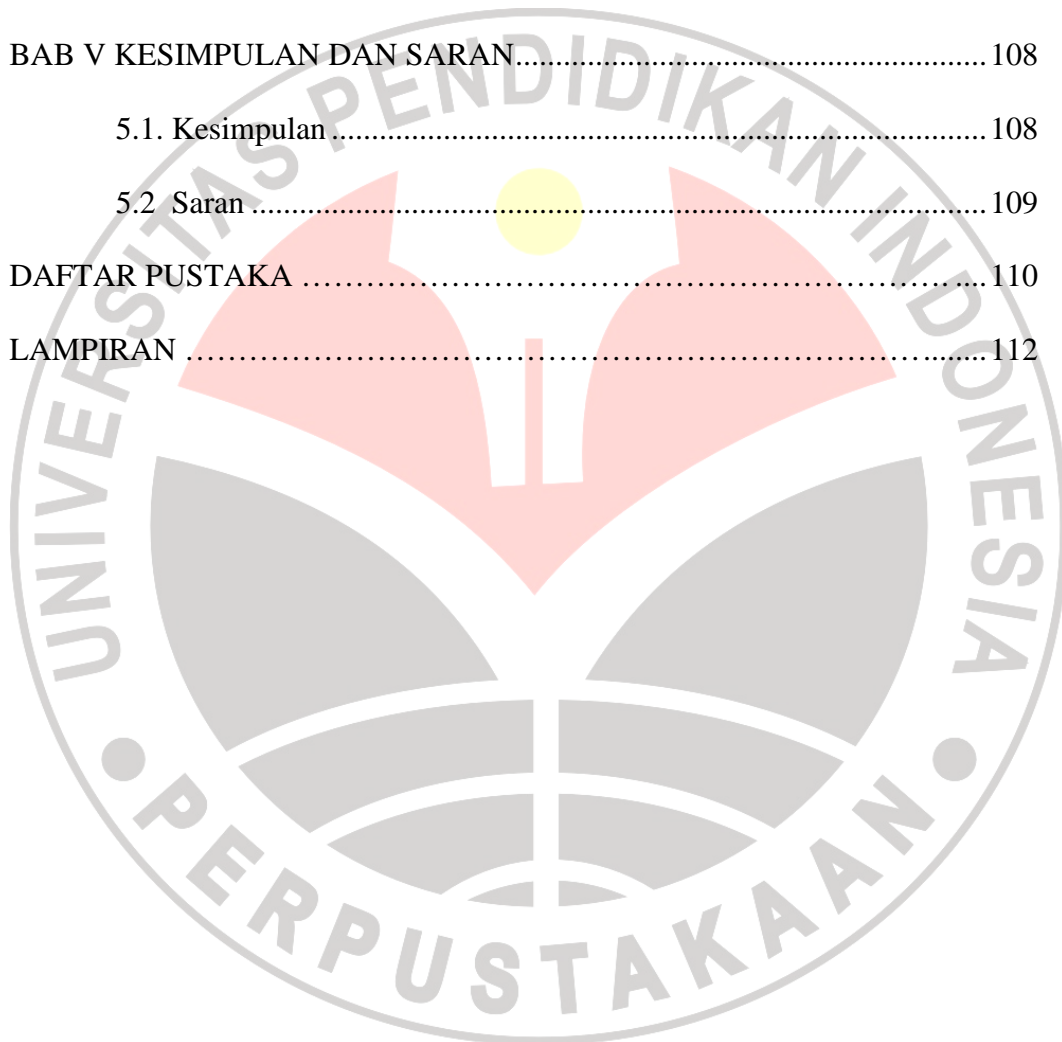 BAB V KESIMPULAN DAN SARAN.......................................................... 108
5.1. Kesimpulan ................................................................................. 108
5.2 Saran ........................................................................................... 109
DAFTAR PUSTAKA …………………………………………………………….... 110
LAMPIRAN …………………………………………………………………........ 112
UNIVERSITAS PENDIDIKAN INDONESIA
PERPUSTAKAAN